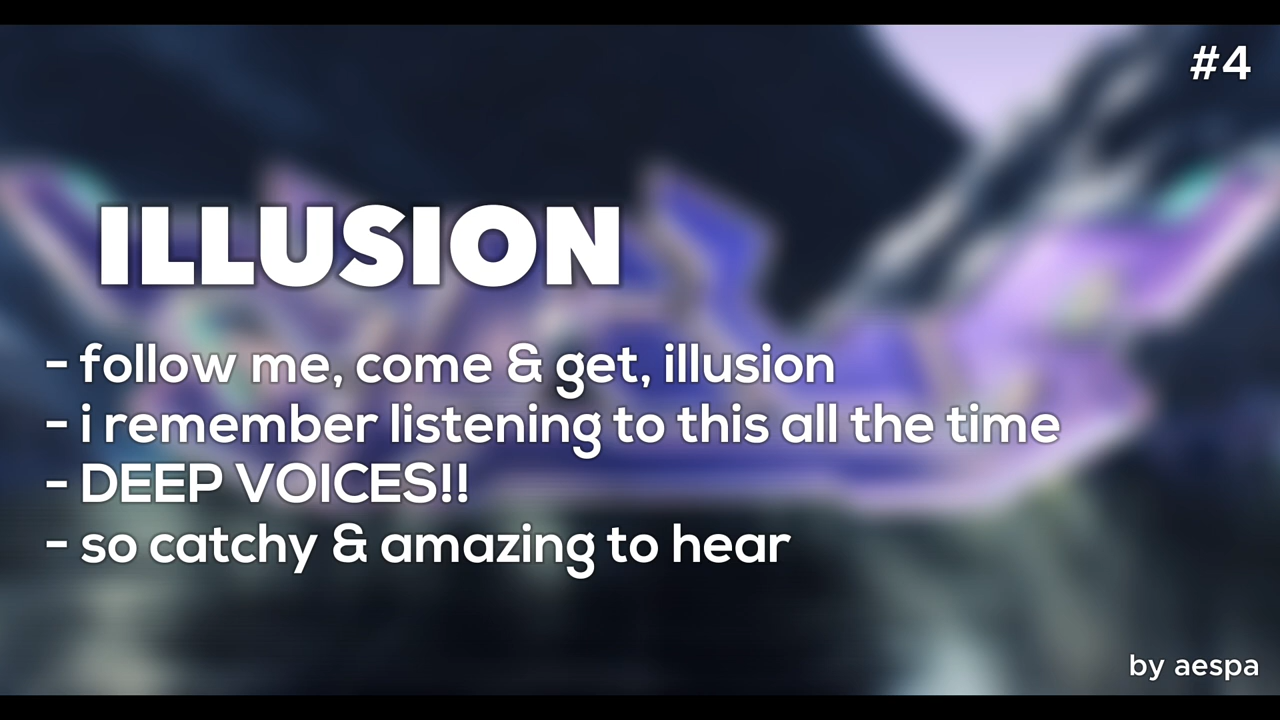 #4
ILLUSION
- follow me, come & get, illusion
- i remember listening to this all the time
- DEEP VOICES!!
- so catchy & amazing to hear
by aespa